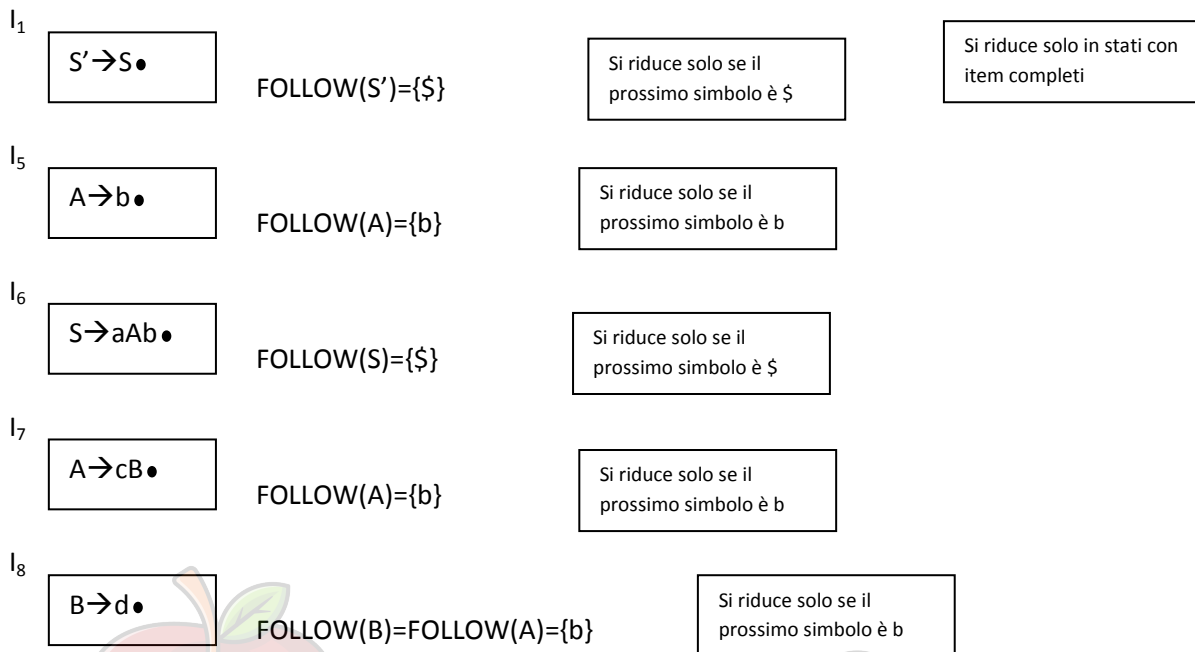 I₁
S'→S●
FOLLOW(S')={$}
Si riduce solo se il
prossimo simbolo è $
Si riduce solo in stati con
item completi
I₅
A→b●
FOLLOW(A)={b}
Si riduce solo se il
prossimo simbolo è b
I₆
S→aAb●
FOLLOW(S)={$}
Si riduce solo se il
prossimo simbolo è $
I₇
A→cB●
FOLLOW(A)={b}
Si riduce solo se il
prossimo simbolo è b
I₈
B→d●
FOLLOW(B)=FOLLOW(A)={b}
Si riduce solo se il
prossimo simbolo è b